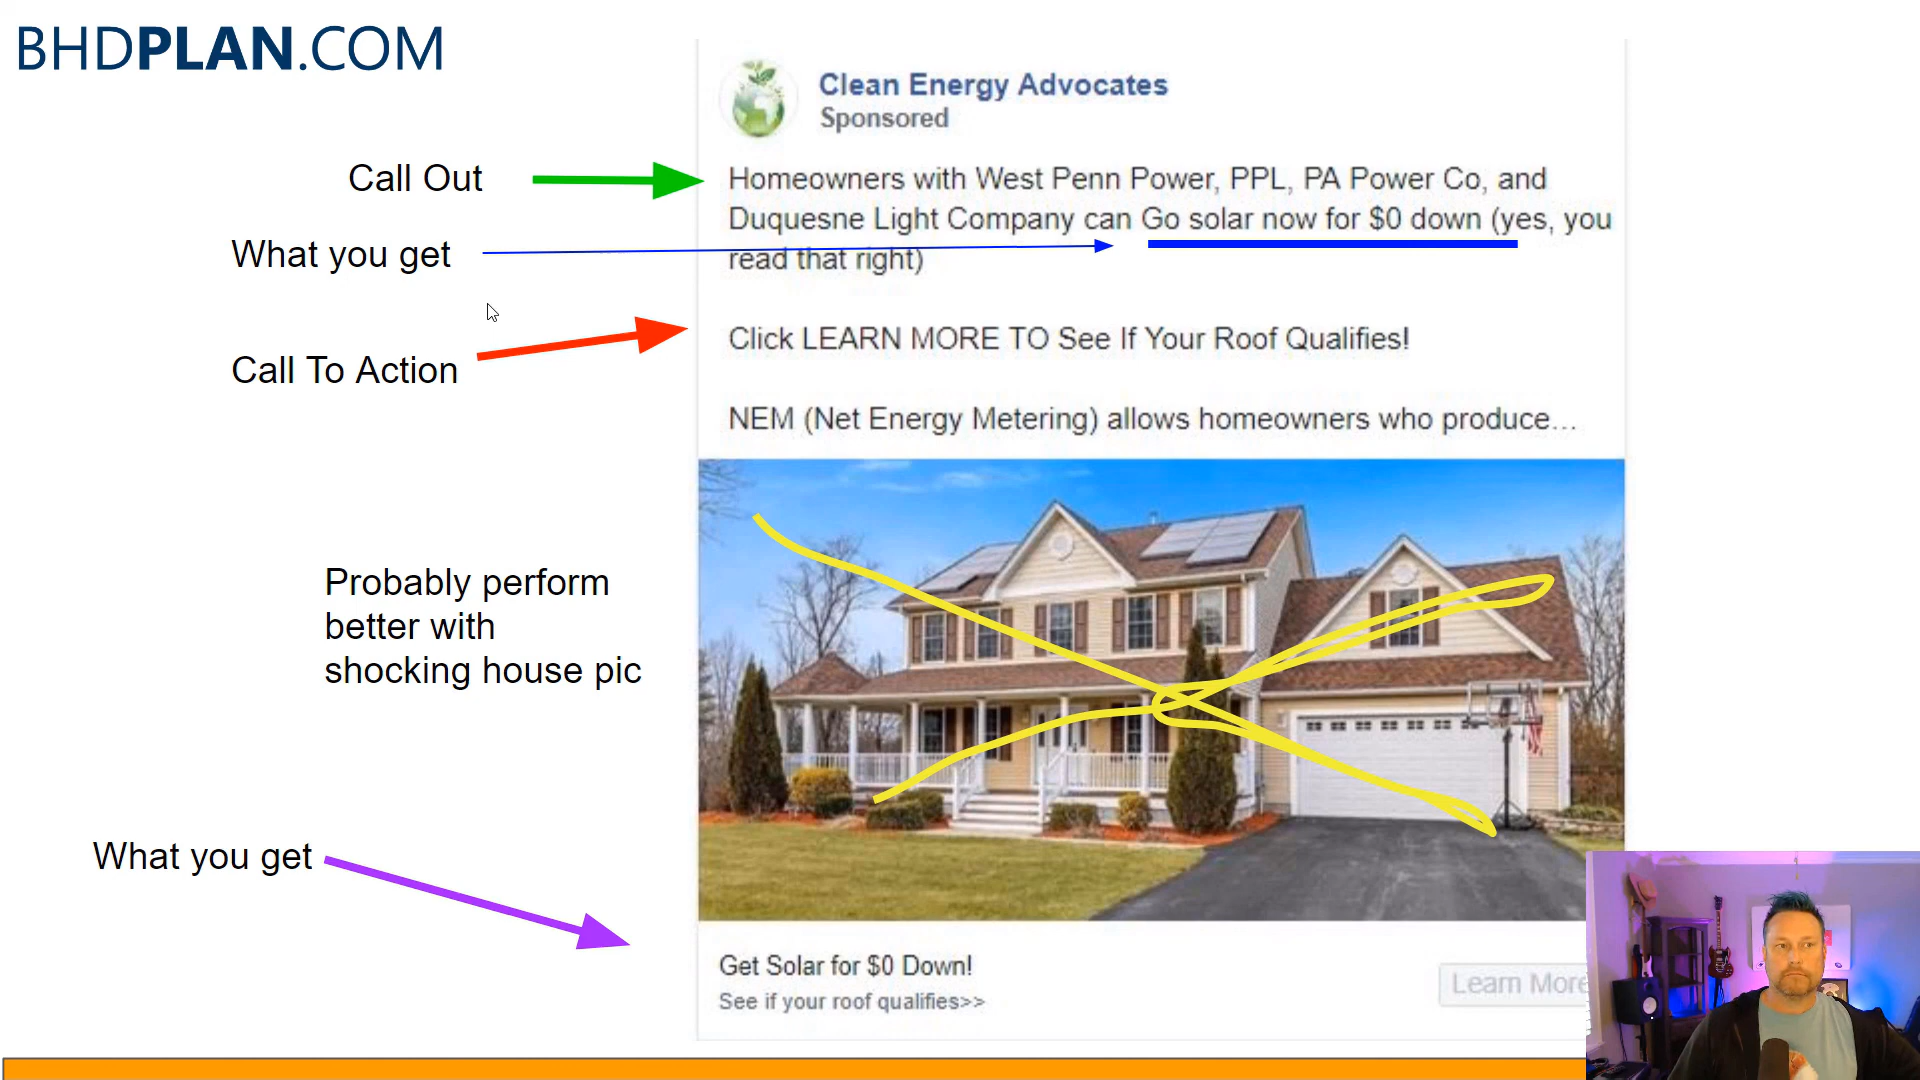 BHDPLAN.COM
Clean Energy Advocates
Sponsored
Call Out
Homeowners with West Penn Power, PPL, PA Power Co, and
Duquesne Light Company can Go solar now for $0 down (yes, you
read that right)
What you get
Click LEARN MORE TO See If Your Roof Qualifies!
Call To Action
NEM (Net Energy Metering) allows homeowners who produce...
Probably perform
better with
shocking house pic
What you get
Get Solar for $0 Down!
See if your roof qualifies>>
Learn More